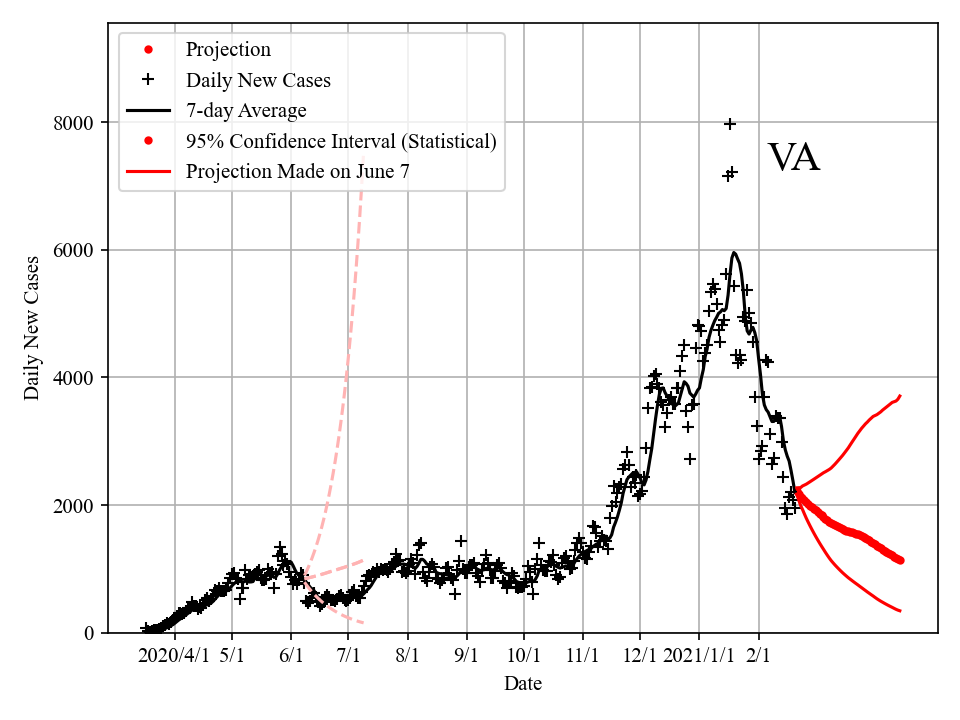 Projection
Daily New Cases
7-day Average
95% Confidence Interval (Statistical)
Projection Made on June 7
VA
8000
6000
4000
2000
0
Daily New Cases
2020/4/1 5/1 6/1 7/1 8/1 9/1 10/1 11/1 12/1 2021/1/1 2/1
Date